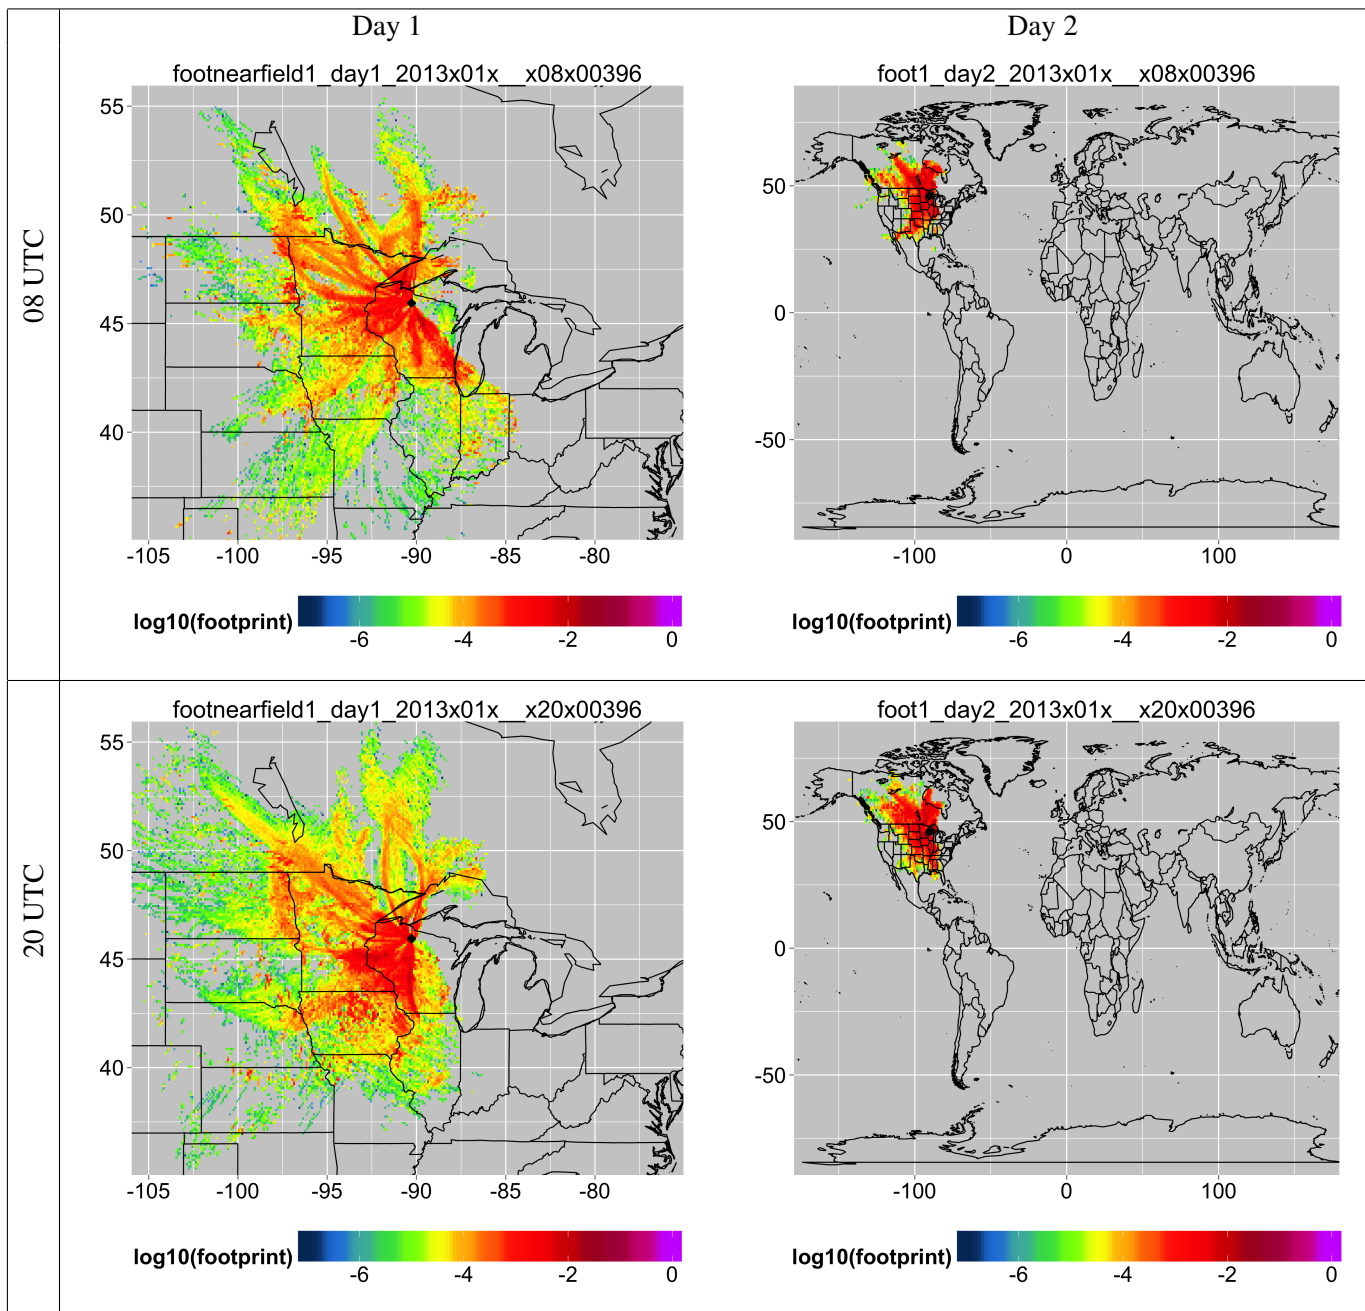 Day 1 Day 2
08 UTC
footnearfield1_day1_2013x01x__x08x00396
55
50
45
40
-105 -100 -95 -90 -85 -80
log10(footprint)
-6 -4 -2 0
foot1_day2_2013x01x__x08x00396
50
0
-50
-100 0 100
log10(footprint)
-6 -4 -2 0
20 UTC
footnearfield1_day1_2013x01x__x20x00396
55
50
45
40
-105 -100 -95 -90 -85 -80
log10(footprint)
-6 -4 -2 0
foot1_day2_2013x01x__x20x00396
50
0
-50
-100 0 100
log10(footprint)
-6 -4 -2 0